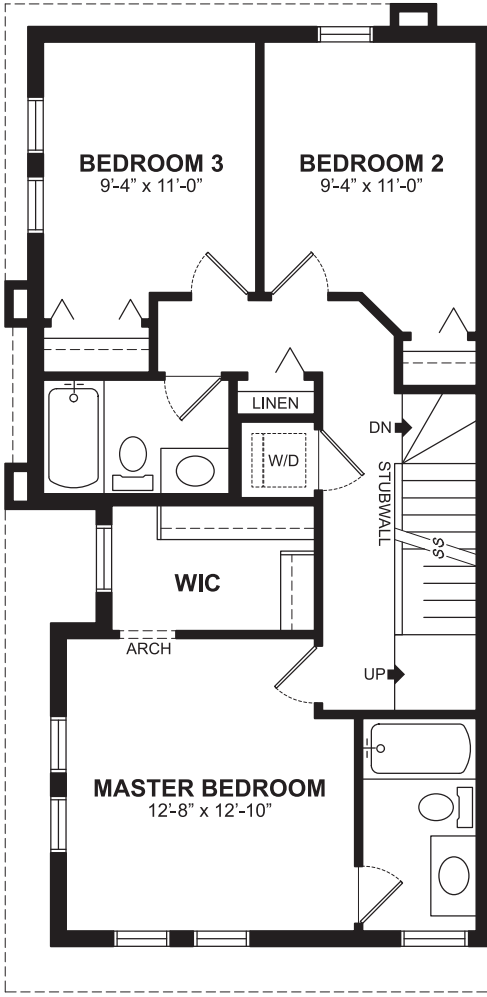 BEDROOM 3
9'-4" x 11'-0"
BEDROOM 2
9'-4" x 11'-0"
LINEN
DN
W/D
STUBWALL
SS
WIC
ARCH
UP
MASTER BEDROOM
12'-8" x 12'-10"